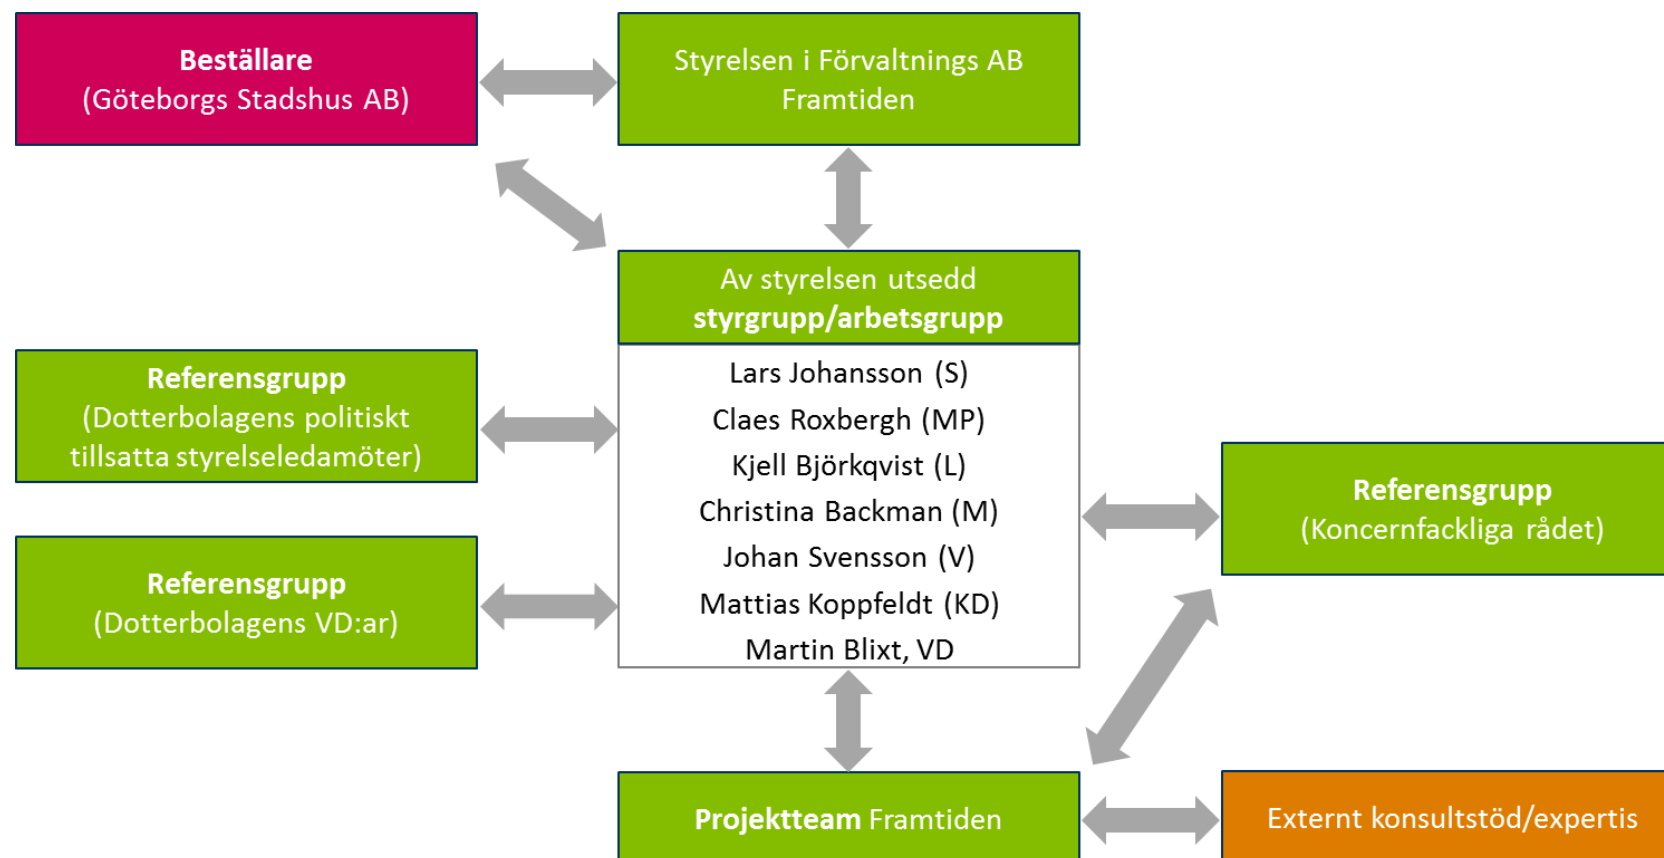 Beställare
(Göteborgs Stadshus AB)
Styrelsen i Förvaltnings AB
Framtiden
Av styrelsen utsedd
styrgrupp/arbetsgrupp
Lars Johansson (S)
Claes Roxbergh (MP)
Kjell Björkqvist (L)
Christina Backman (M)
Johan Svensson (V)
Mattias Koppfeldt (KD)
Martin Blixt, VD
Referensgrupp
(Dotterbolagens politiskt
tillsatta styrelseledamöter)
Referensgrupp
(Dotterbolagens VD:ar)
Referensgrupp
(Koncernfackliga rådet)
Projektteam Framtiden
Externt konsultstöd/expertis